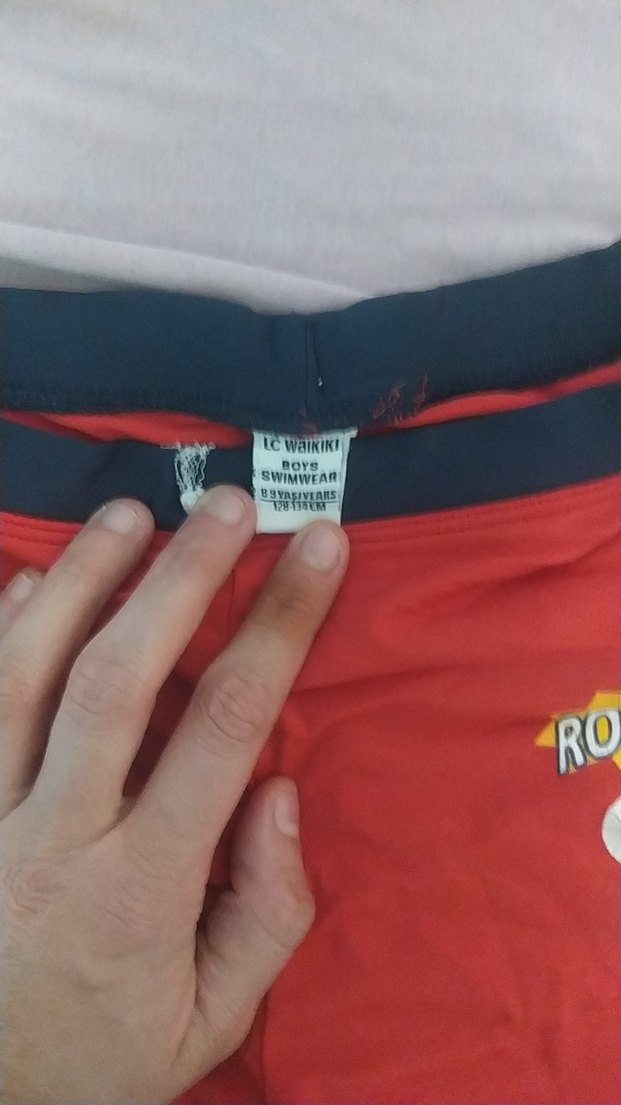 LC WAIKIKI
BOYS
SWIMWEAR
8 9 YAŞ/YEARS
128-134 CM
RO